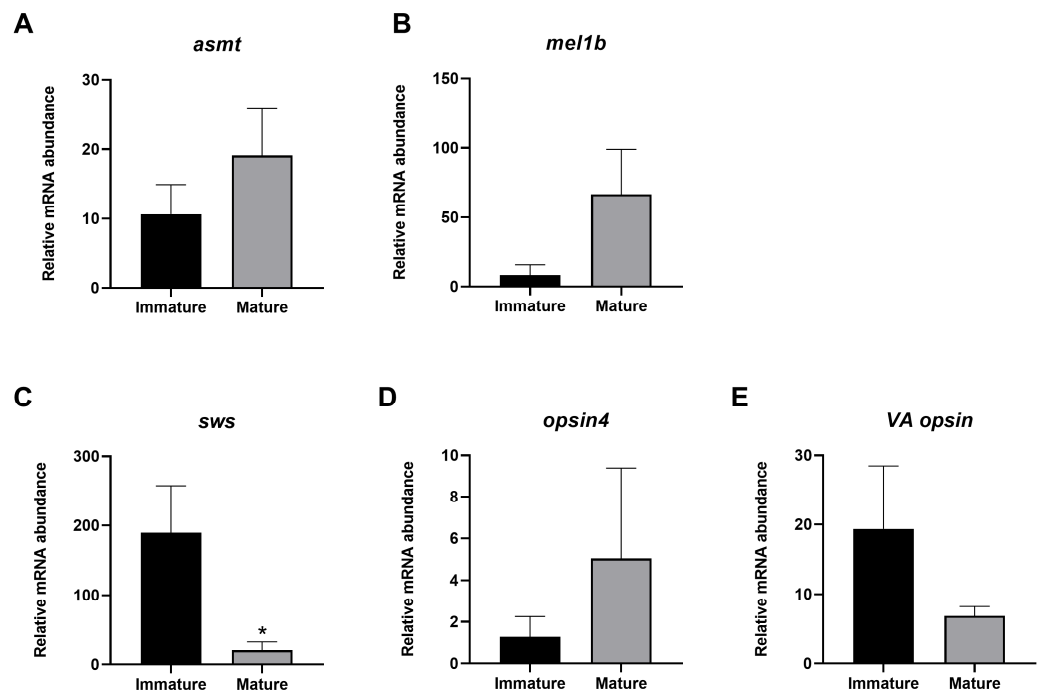 A
asmt
Relative mRNA abundance
30
20
10
0
Immature
Mature
B
mel1b
Relative mRNA abundance
150
100
50
0
Immature
Mature
C
sws
Relative mRNA abundance
300
200
100
0
*
Immature
Mature
D
opsin4
Relative mRNA abundance
10
8
6
4
2
0
Immature
Mature
E
VA opsin
Relative mRNA abundance
30
20
10
0
Immature
Mature